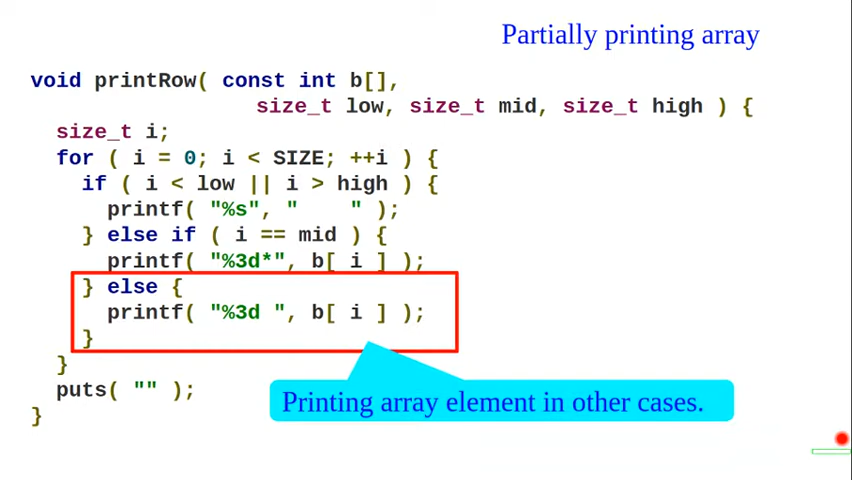 Partially printing array
void printRow( const int b[],
size_t low, size_t mid, size_t high ) {
size_t i;
for ( i = 0; i < SIZE; ++i ) {
if ( i < low || i > high ) {
printf( "%s", "    " );
} else if ( i == mid ) {
printf( "%3d*", b[ i ] );
} else {
printf( "%3d ", b[ i ] );
}
}
puts( "" );
}
Printing array element in other cases.